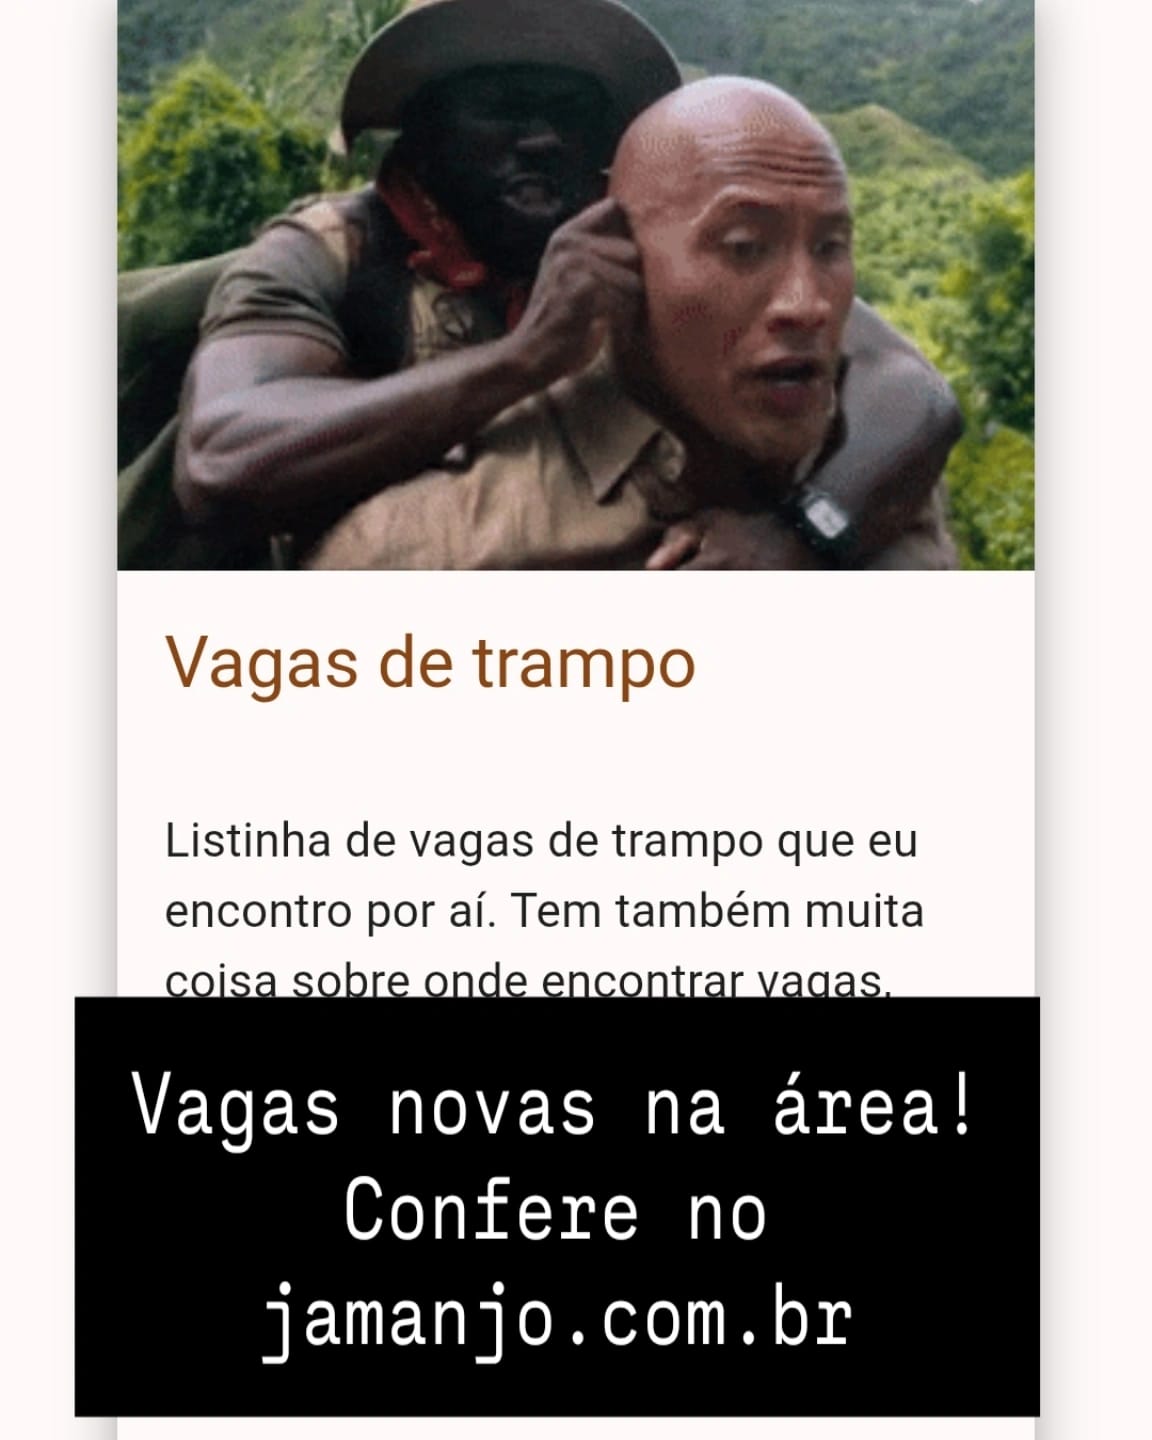 Vagas de trampo
Listinha de vagas de trampo que eu
encontro por aí. Tem também muita
coisa sobre onde encontrar vagas,
Vagas novas na área!
Confere no
jamanjo.com.br